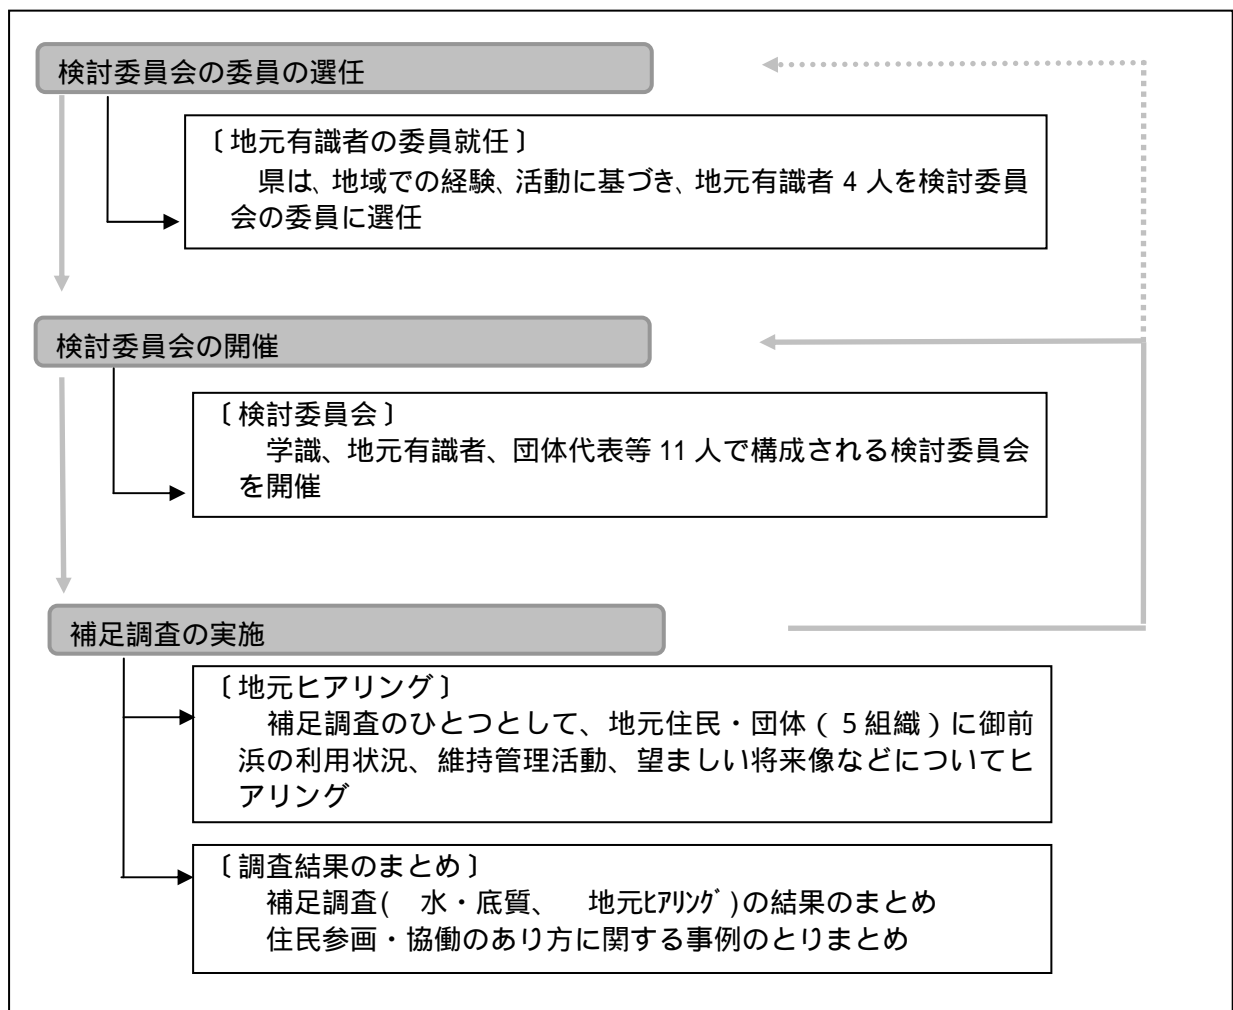 検討委員会の委員の選任
〔地元有識者の委員就任〕
県は、地域での経験、活動に基づき、地元有識者 4 人を検討委員
会の委員に選任
検討委員会の開催
〔検討委員会〕
学識、地元有識者、団体代表等 11 人で構成される検討委員会
を開催
補足調査の実施
〔地元ヒアリング〕
補足調査のひとつとして、地元住民・団体（５組織）に御前
浜の利用状況、維持管理活動、望ましい将来像などについてヒ
アリング
〔調査結果のまとめ〕
補足調査(　水・底質、　地元ﾋｱﾘﾝｸﾞ)の結果のまとめ
住民参画・協働のあり方に関する事例のとりまとめ